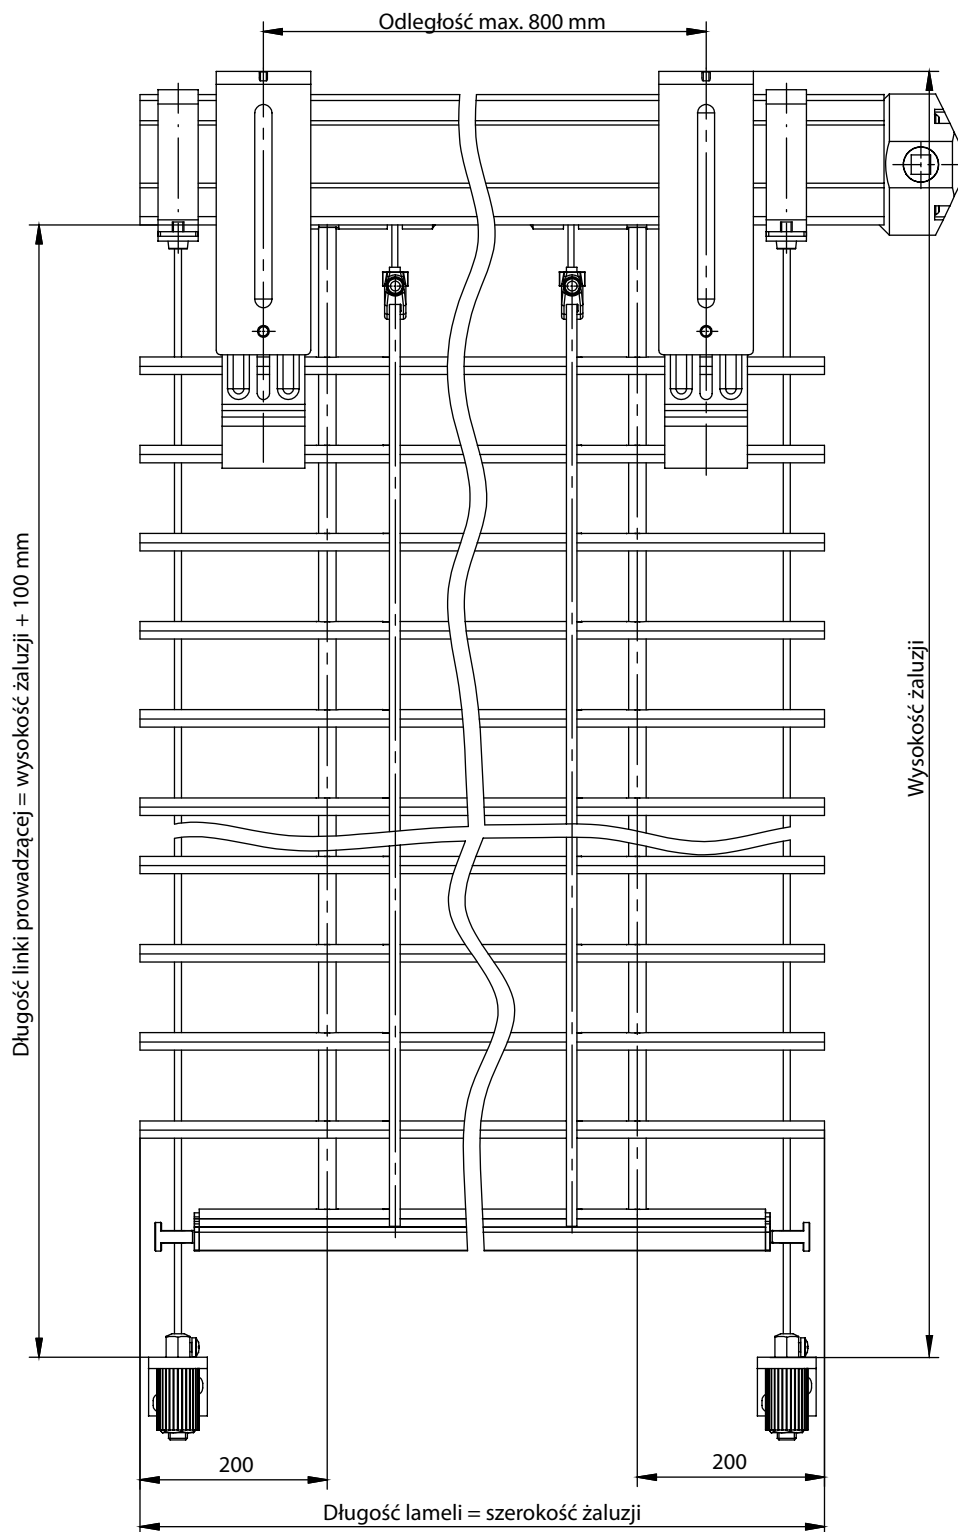 Odległość max. 800 mm
Długość linki prowadzącej = wysokość żaluzji + 100 mm
Wysokość żaluzji
200
200
Długość lameli = szerokość żaluzji